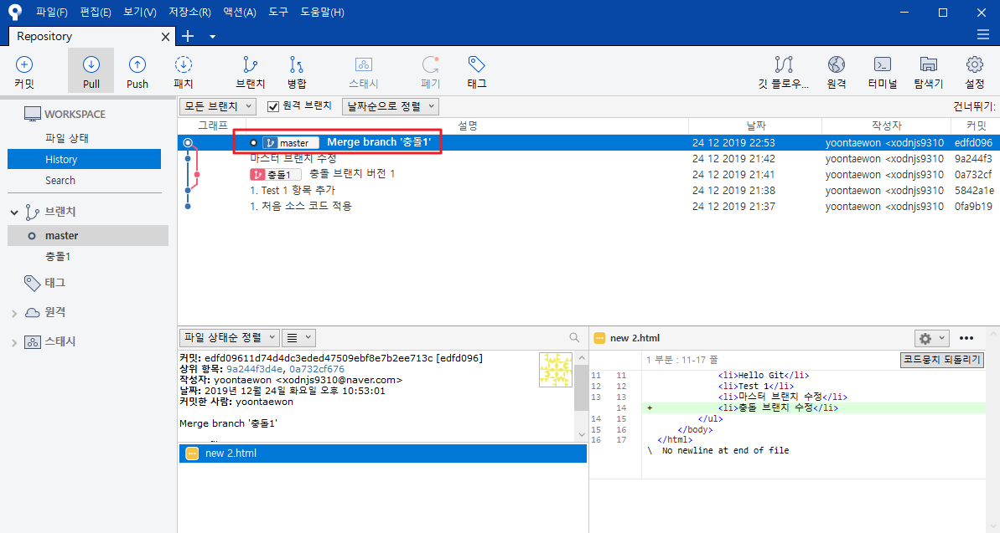 파일(F) 편집(E) 보기(V) 저장소(R) 액션(A) 도구 도움말(H)
Repository
커밋 Pull Push 패치 브랜치 병합 스태시 폐기 태그 깃 플로우... 원격 터미널 탐색기 설정
WORKSPACE
파일 상태
History
Search
브랜치
master
충돌1
태그
원격
스태시
모든 브랜치 원격 브랜치 날짜순으로 정렬 건너뛰기:
그래프 설명 날짜 작성자 커밋
master Merge branch '충돌1' 24 12 2019 22:53 yoontaewon <xodnjs9310 edfd096
마스터 브랜치 수정 24 12 2019 21:42 yoontaewon <xodnjs9310 9a244f3
충돌1 충돌 브랜치 버전 1 24 12 2019 21:41 yoontaewon <xodnjs9310 0a732cf
1. Test 1 항목 추가 24 12 2019 21:38 yoontaewon <xodnjs9310 5842a1e
1. 처음 소스 코드 적용 24 12 2019 21:37 yoontaewon <xodnjs9310 0fa9b19
파일 상태순 정렬
커밋: edfd09611d74d4dc3eded47509ebf8e7b2ee713c [edfd096]
상위 항목: 9a244f3d4e, 0a732cf676
작성자: yoontaewon <xodnjs9310@naver.com>
날짜: 2019년 12월 24일 화요일 오후 10:53:01
커밋한 사람: yoontaewon
Merge branch '충돌1'
new 2.html
new 2.html
1 부분 : 11-17 줄 코드뭉치 되돌리기
11 11 <li>Hello Git</li>
12 12 <li>Test 1</li>
13 13 <li>마스터 브랜치 수정</li>
14 + <li>충돌 브랜치 수정</li>
14 15 </ul>
15 16 </body>
16 17 </html>
\ No newline at end of file